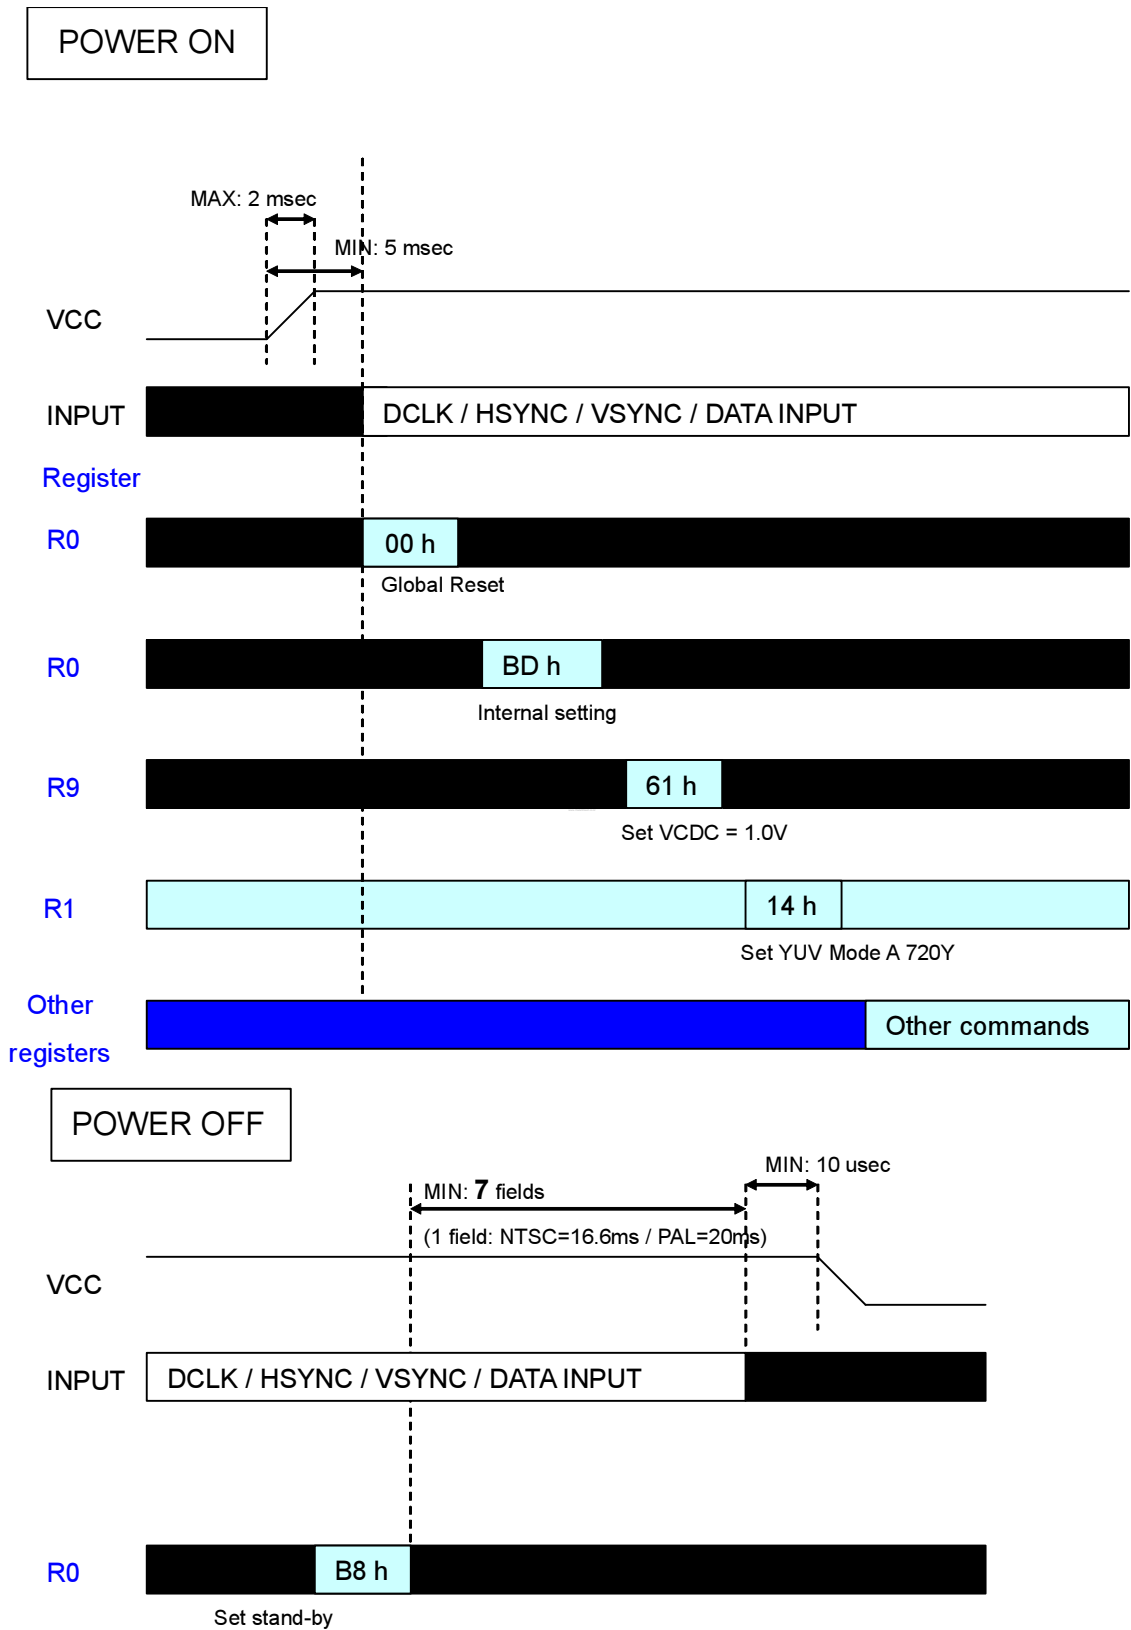 POWER ON
MAX: 2 msec
MIN: 5 msec
VCC
INPUT
DCLK / HSYNC / VSYNC / DATA INPUT
Register
R0
00 h
Global Reset
R0
BD h
Internal setting
R9
61 h
Set VCDC = 1.0V
R1
14 h
Set YUV Mode A 720Y
Other
registers
Other commands
POWER OFF
MIN: 10 usec
MIN: 7 fields
(1 field: NTSC=16.6ms / PAL=20ms)
VCC
INPUT
DCLK / HSYNC / VSYNC / DATA INPUT
R0
B8 h
Set stand-by